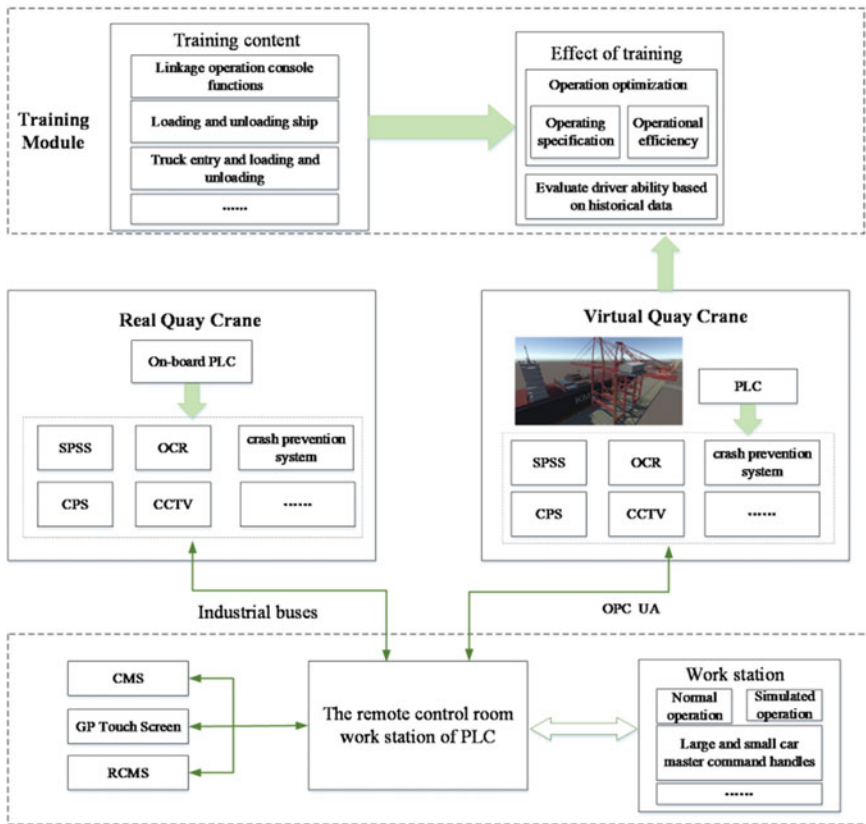 Training Module
Training content
Linkage operation console
functions
Loading and unloading ship
Truck entry and loading and
unloading
......
Effect of training
Operation optimization
Operating
specification
Operational
efficiency
Evaluate driver ability based
on historical data
Real Quay Crane
On-board PLC
SPSS
OCR
crash prevention
system
CPS
CCTV
......
Virtual Quay Crane
PLC
SPSS
OCR
crash prevention
system
CPS
CCTV
......
Industrial buses
OPC UA
CMS
GP Touch Screen
RCMS
The remote control room
work station of PLC
Work station
Normal
operation
Simulated
operation
Large and small car
master command handles
......